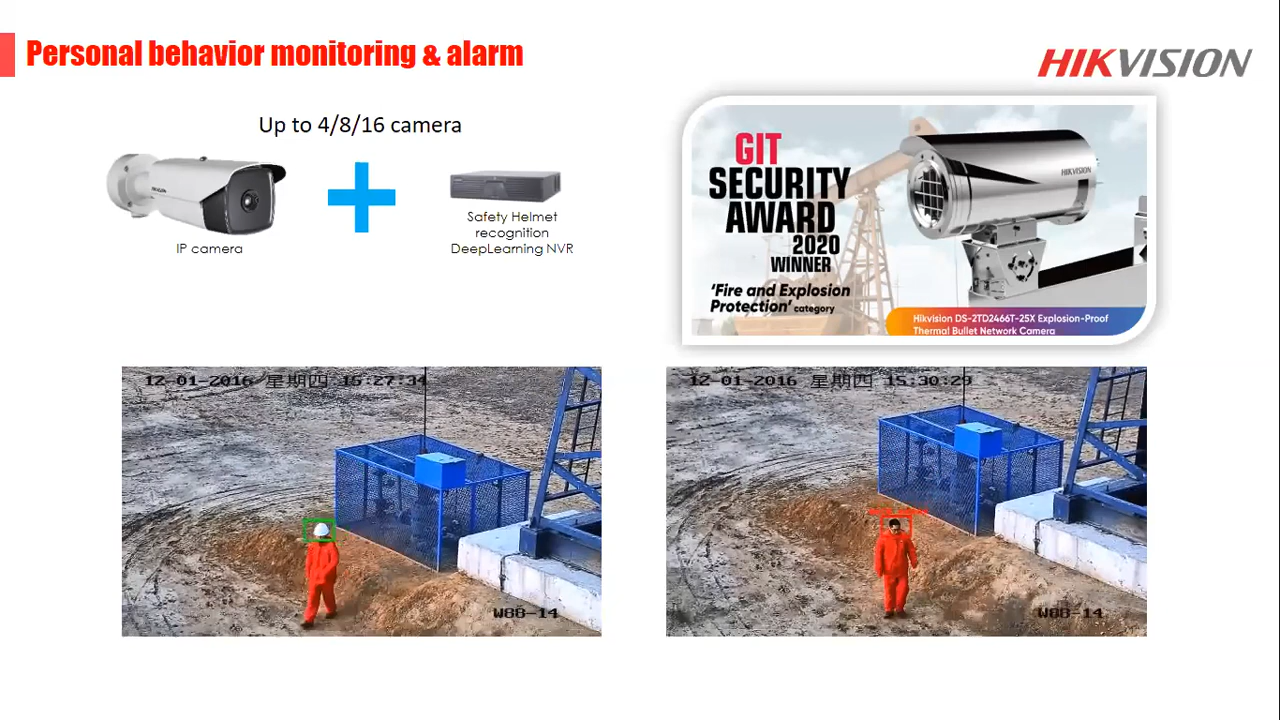 Personal behavior monitoring & alarm
HIKVISION
Up to 4/8/16 camera
IP camera
Safety Helmet
recognition
DeepLearning NVR
GIT
SECURITY
AWARD
2020
WINNER
'Fire and Explosion
Protection' category
HIKVISION
Hikvision DS-2TD2466T-25X Explosion-Proof
Thermal Bullet Network Camera
12-01-2016 星期四 15:27:34
W88-14
12-01-2016 星期四 15:30:29
W88-14